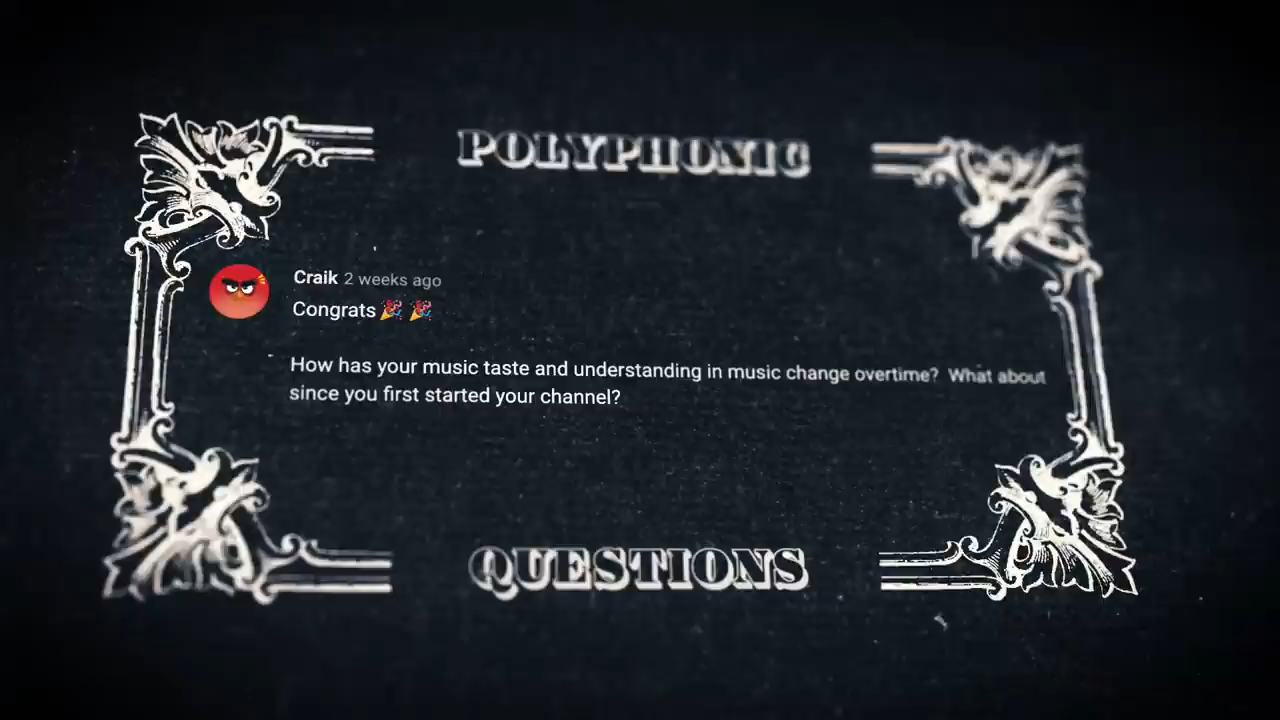 POLYPHONIC
Craik 2 weeks ago
Congrats🎉 🎉
How has your music taste and understanding in music change overtime? What about
since you first started your channel?
QUESTIONS